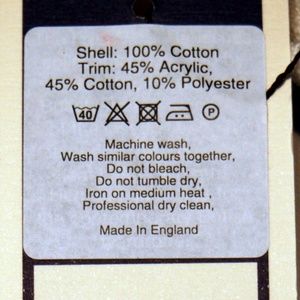 Shell: 100% Cotton
Trim: 45% Acrylic,
45% Cotton, 10% Polyester
40 P
Machine wash,
Wash similar colours together,
Do not bleach,
Do not tumble dry,
Iron on medium heat ,
Professional dry clean,
Made In England